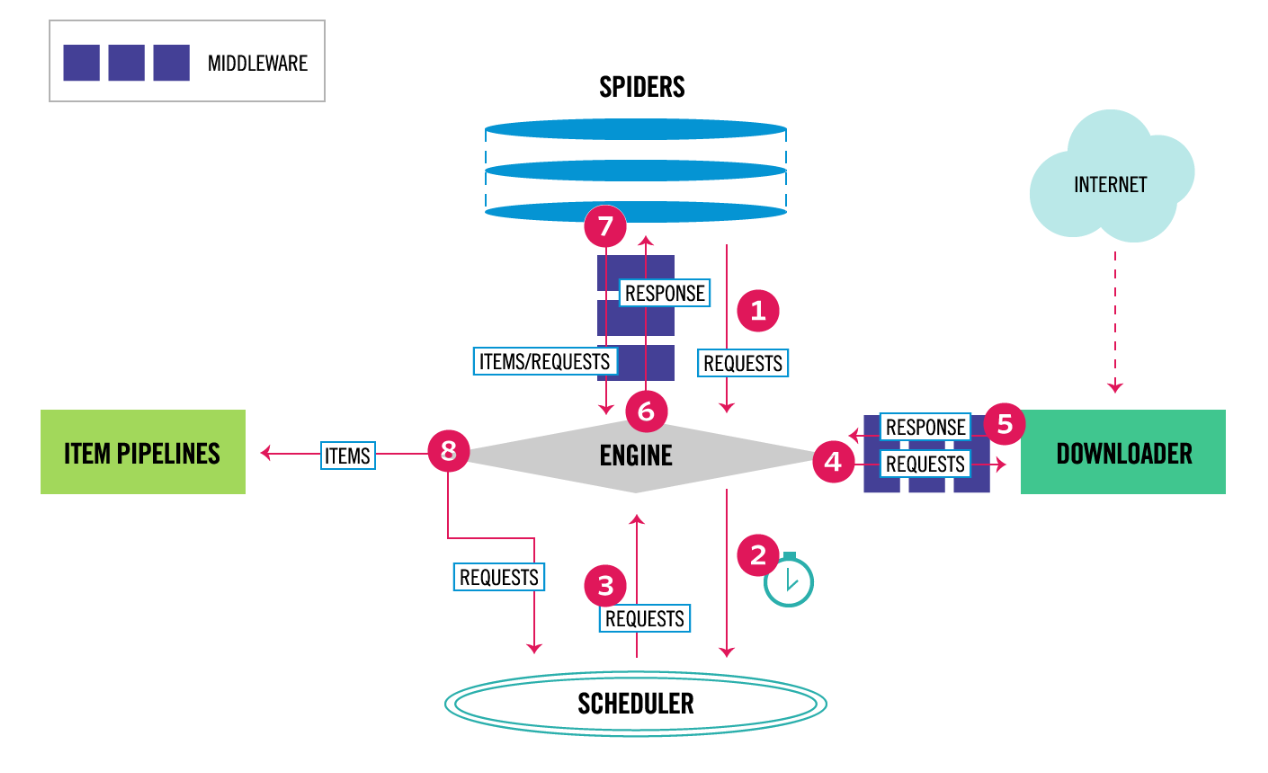 MIDDLEWARE
SPIDERS
INTERNET
7
RESPONSE
1
ITEMS/REQUESTS
REQUESTS
6
ITEM PIPELINES
ITEMS
8
ENGINE
4
RESPONSE
REQUESTS
5
DOWNLOADER
2
REQUESTS
3
REQUESTS
SCHEDULER